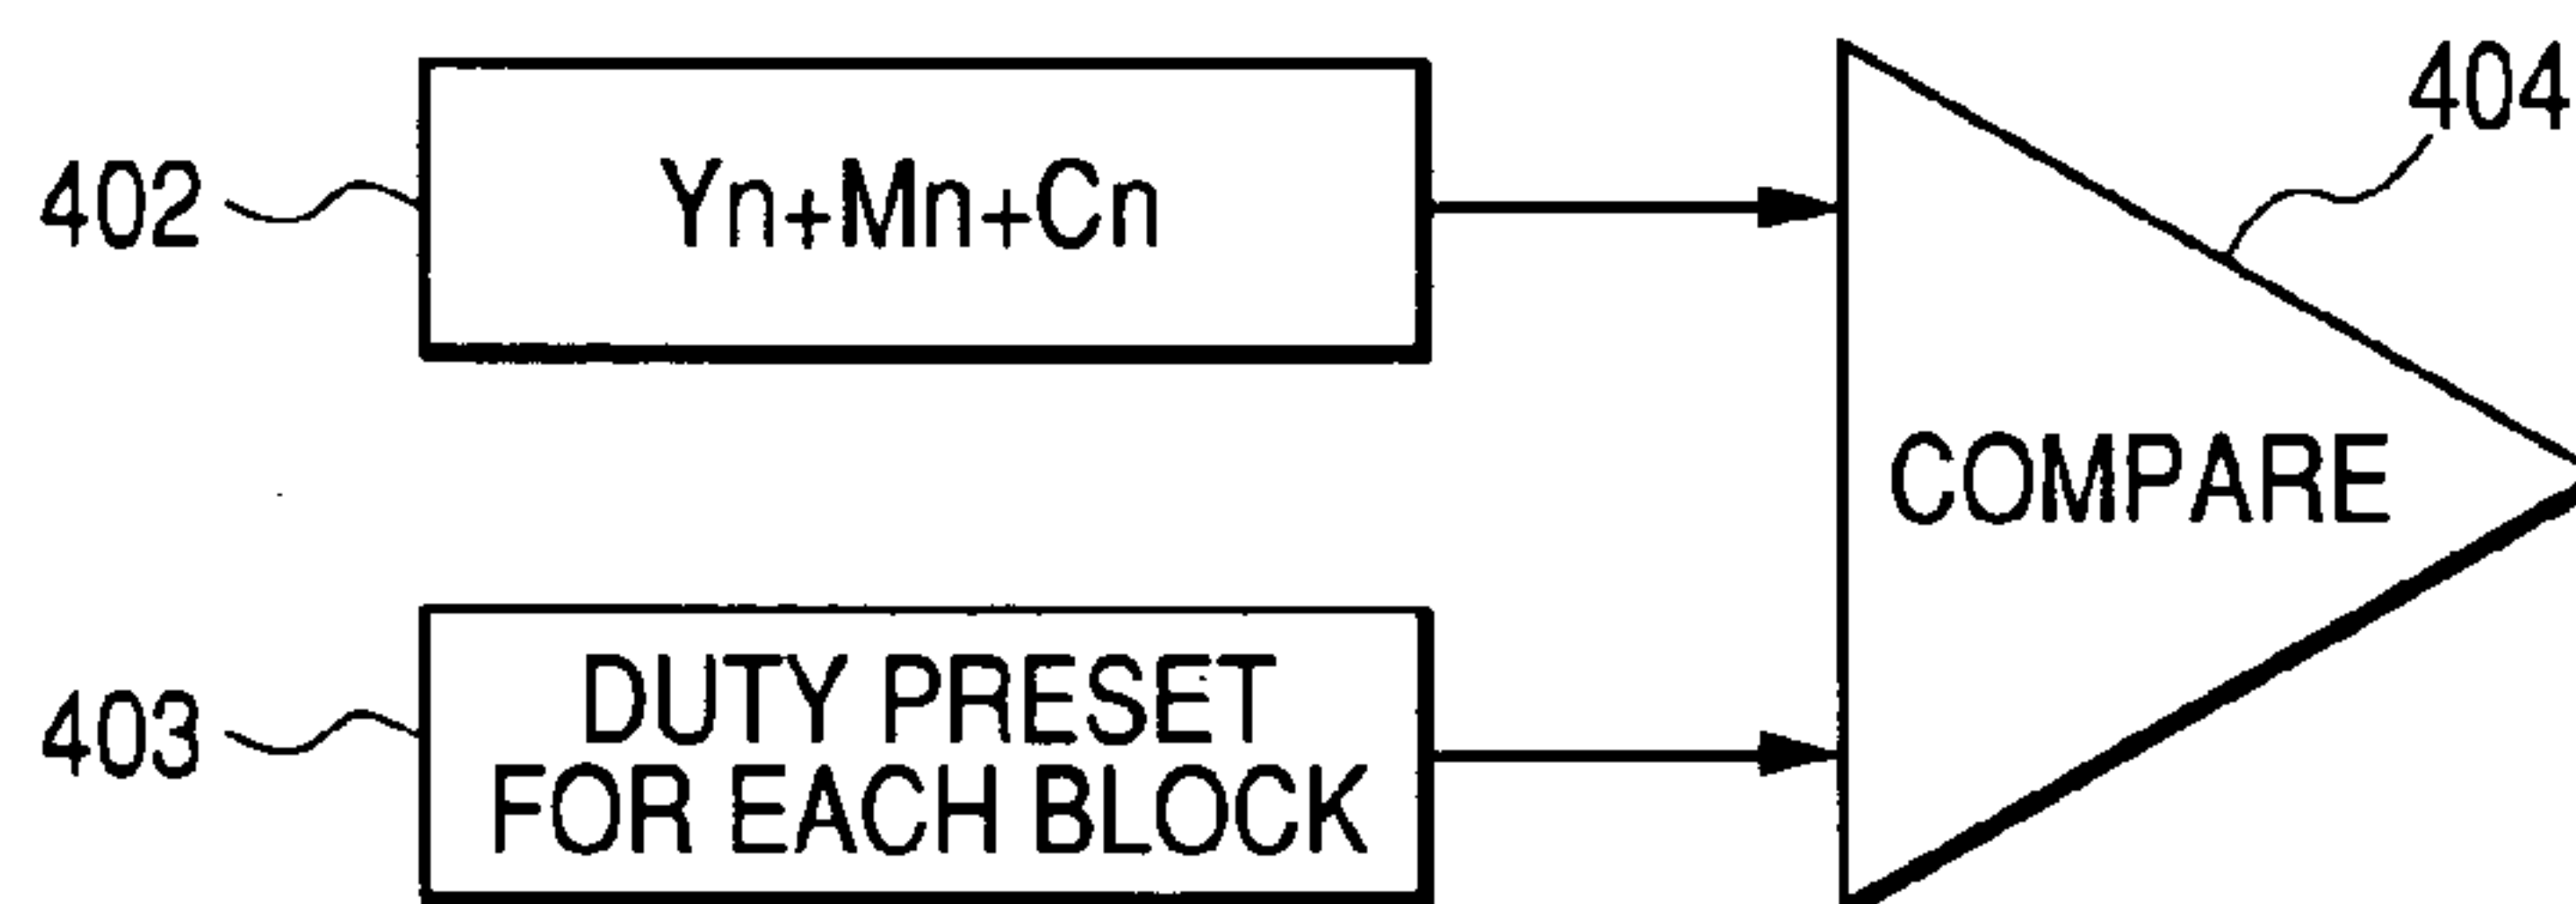 402
Yn+Mn+Cn
404
COMPARE
403
DUTY PRESET
FOR EACH BLOCK